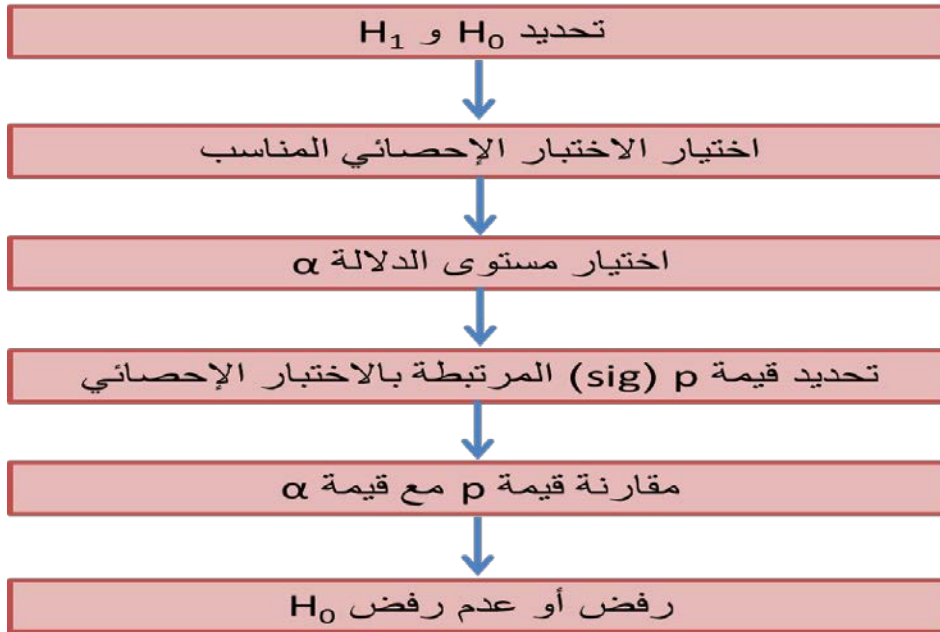 تحديد H₀ و H₁
اختيار الاختبار الإحصائي المناسب
اختيار مستوى الدلالة α
تحديد قيمة p (sig) المرتبطة بالاختبار الإحصائي
مقارنة قيمة p مع قيمة α
رفض أو عدم رفض H₀